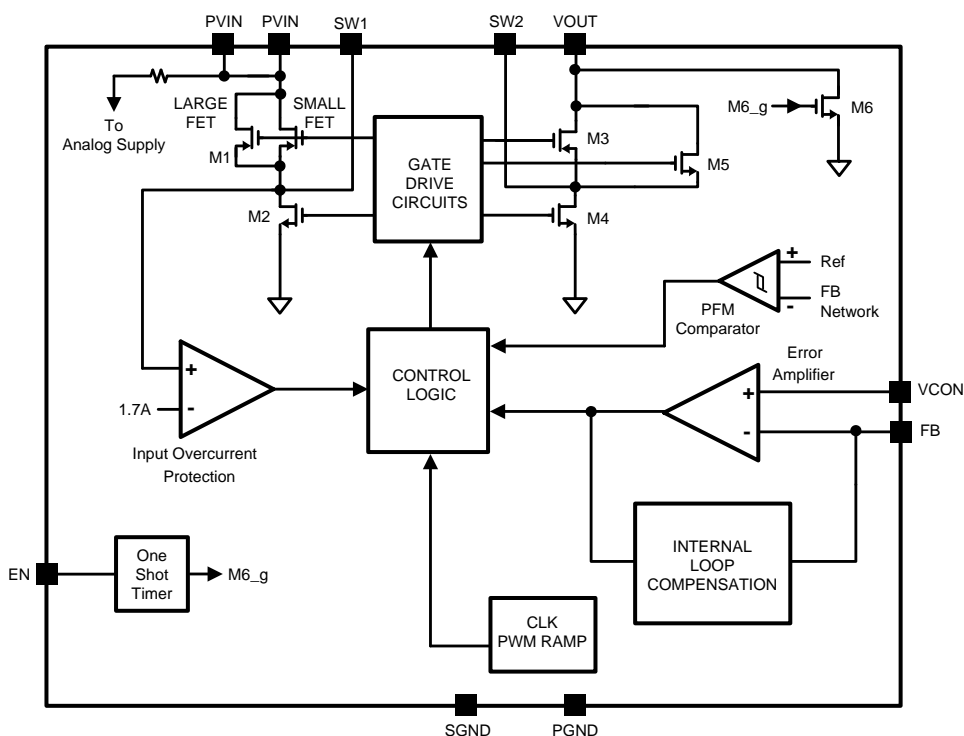 PVIN
PVIN
SW1
SW2
VOUT
To
Analog Supply
LARGE
FET
SMALL
FET
M1
M2
GATE
DRIVE
CIRCUITS
M3
M5
M4
M6_g
M6
+
-
Ref
FB
Network
PFM
Comparator
CONTROL
LOGIC
+
-
1.7A
Input Overcurrent
Protection
Error
Amplifier
+
-
VCON
FB
INTERNAL
LOOP
COMPENSATION
EN
One
Shot
Timer
M6_g
CLK
PWM RAMP
SGND
PGND